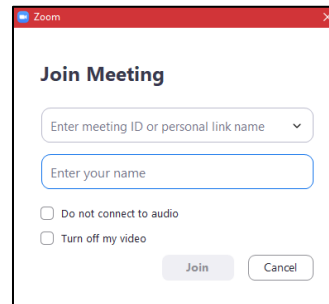 Zoom
Join Meeting
Enter meeting ID or personal link name
Enter your name
Do not connect to audio
Turn off my video
Join Cancel